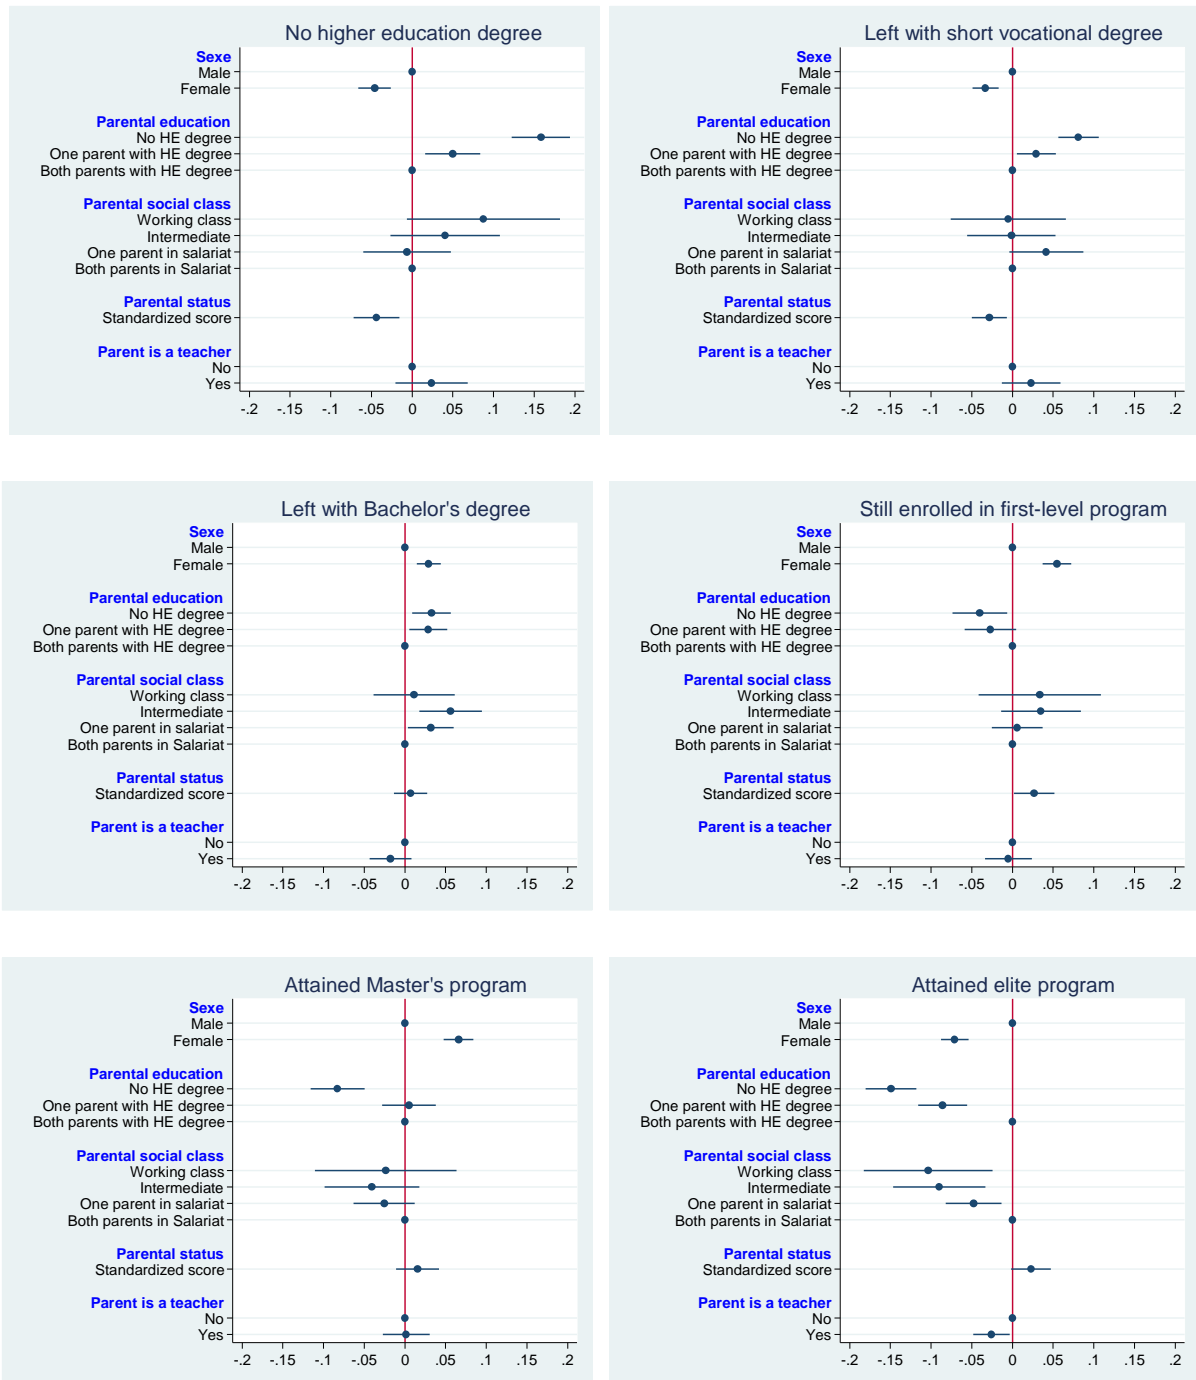 No higher education degree
Sexe
Male
Female
Parental education
No HE degree
One parent with HE degree
Both parents with HE degree
Parental social class
Working class
Intermediate
One parent in salariat
Both parents in Salariat
Parental status
Standardized score
Parent is a teacher
No
Yes
-.2 -.15 -.1 -.05 0 .05 .1 .15 .2
Left with short vocational degree
Sexe
Male
Female
Parental education
No HE degree
One parent with HE degree
Both parents with HE degree
Parental social class
Working class
Intermediate
One parent in salariat
Both parents in Salariat
Parental status
Standardized score
Parent is a teacher
No
Yes
-.2 -.15 -.1 -.05 0 .05 .1 .15 .2
Left with Bachelor's degree
Sexe
Male
Female
Parental education
No HE degree
One parent with HE degree
Both parents with HE degree
Parental social class
Working class
Intermediate
One parent in salariat
Both parents in Salariat
Parental status
Standardized score
Parent is a teacher
No
Yes
-.2 -.15 -.1 -.05 0 .05 .1 .15 .2
Still enrolled in first-level program
Sexe
Male
Female
Parental education
No HE degree
One parent with HE degree
Both parents with HE degree
Parental social class
Working class
Intermediate
One parent in salariat
Both parents in Salariat
Parental status
Standardized score
Parent is a teacher
No
Yes
-.2 -.15 -.1 -.05 0 .05 .1 .15 .2
Attained Master's program
Sexe
Male
Female
Parental education
No HE degree
One parent with HE degree
Both parents with HE degree
Parental social class
Working class
Intermediate
One parent in salariat
Both parents in Salariat
Parental status
Standardized score
Parent is a teacher
No
Yes
-.2 -.15 -.1 -.05 0 .05 .1 .15 .2
Attained elite program
Sexe
Male
Female
Parental education
No HE degree
One parent with HE degree
Both parents with HE degree
Parental social class
Working class
Intermediate
One parent in salariat
Both parents in Salariat
Parental status
Standardized score
Parent is a teacher
No
Yes
-.2 -.15 -.1 -.05 0 .05 .1 .15 .2